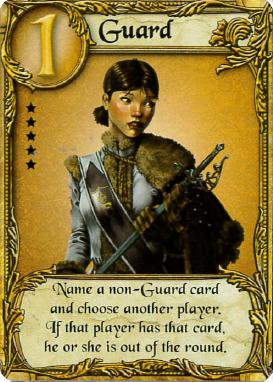 1 Guard
Name a non-Guard card
and choose another player.
If that player has that card,
he or she is out of the round.